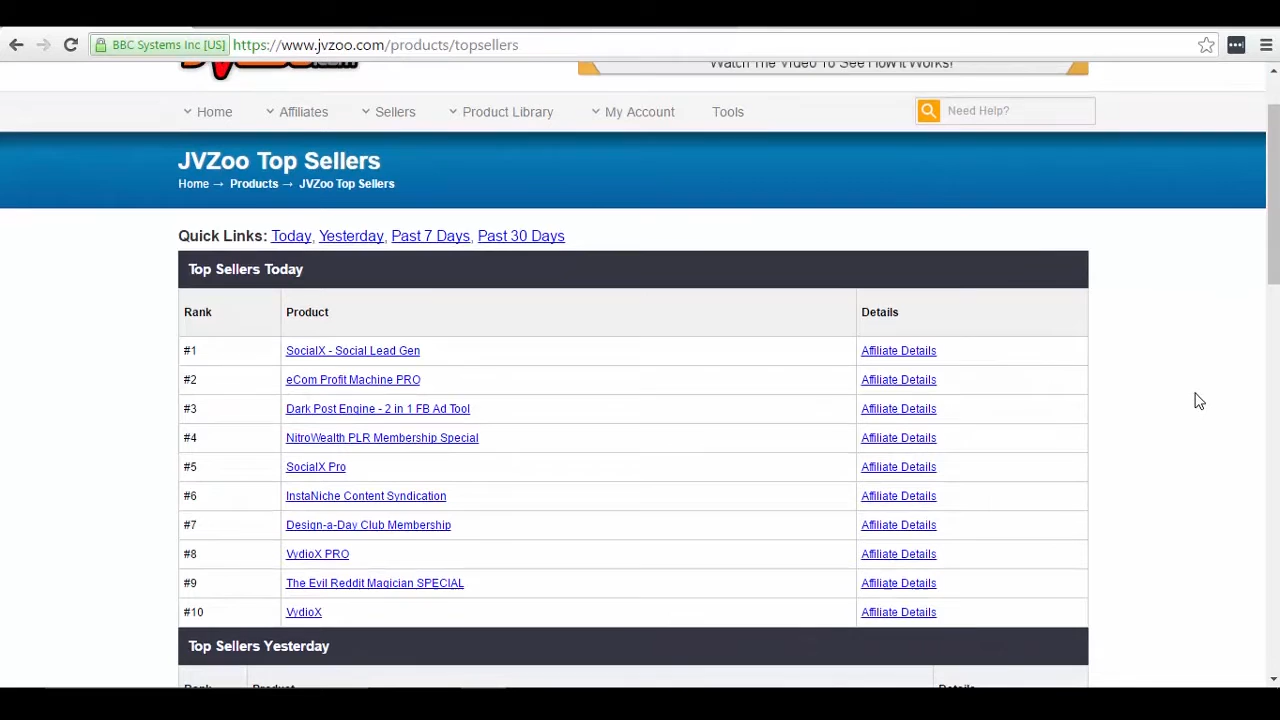 BBC Systems Inc [US] https://www.jvzoo.com/products/topsellers
Watch The Video To See How It Works!
Home Affiliates Sellers Product Library My Account Tools Need Help?
JVZoo Top Sellers
Home → Products → JVZoo Top Sellers
Quick Links: Today, Yesterday, Past 7 Days, Past 30 Days
Top Sellers Today
Rank Product Details
#1 SocialX - Social Lead Gen Affiliate Details
#2 eCom Profit Machine PRO Affiliate Details
#3 Dark Post Engine - 2 in 1 FB Ad Tool Affiliate Details
#4 NitroWealth PLR Membership Special Affiliate Details
#5 SocialX Pro Affiliate Details
#6 InstaNiche Content Syndication Affiliate Details
#7 Design-a-Day Club Membership Affiliate Details
#8 VydioX PRO Affiliate Details
#9 The Evil Reddit Magician SPECIAL Affiliate Details
#10 VydioX Affiliate Details
Top Sellers Yesterday
Rank Product Details